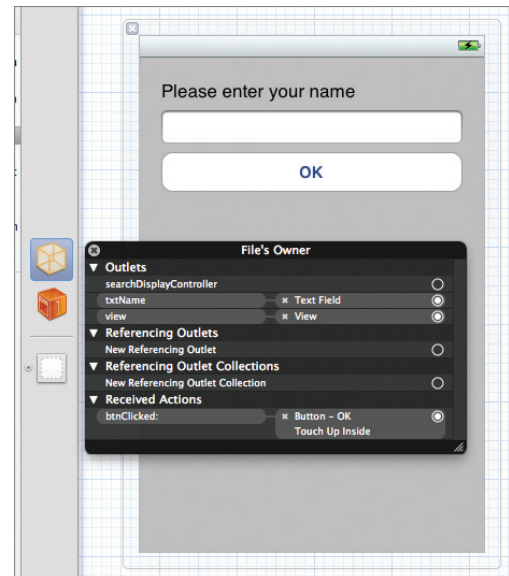 Please enter your name
OK
File's Owner
Outlets
searchDisplayController
txtName Text Field
view View
Referencing Outlets
New Referencing Outlet
Referencing Outlet Collections
New Referencing Outlet Collection
Received Actions
btnClicked: Button – OK
Touch Up Inside